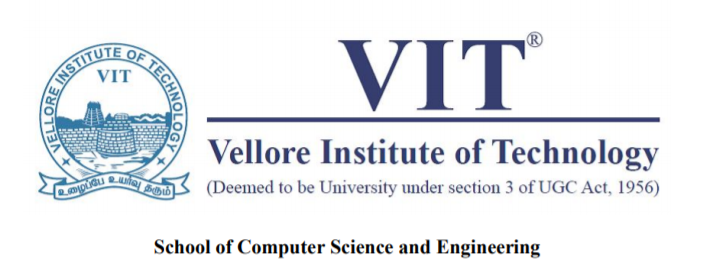 VELLORE INSTITUTE OF TECHNOLOGY
VIT
உழைப்பே உயர்வு தரும்
VIT®
Vellore Institute of Technology
(Deemed to be University under section 3 of UGC Act, 1956)
School of Computer Science and Engineering